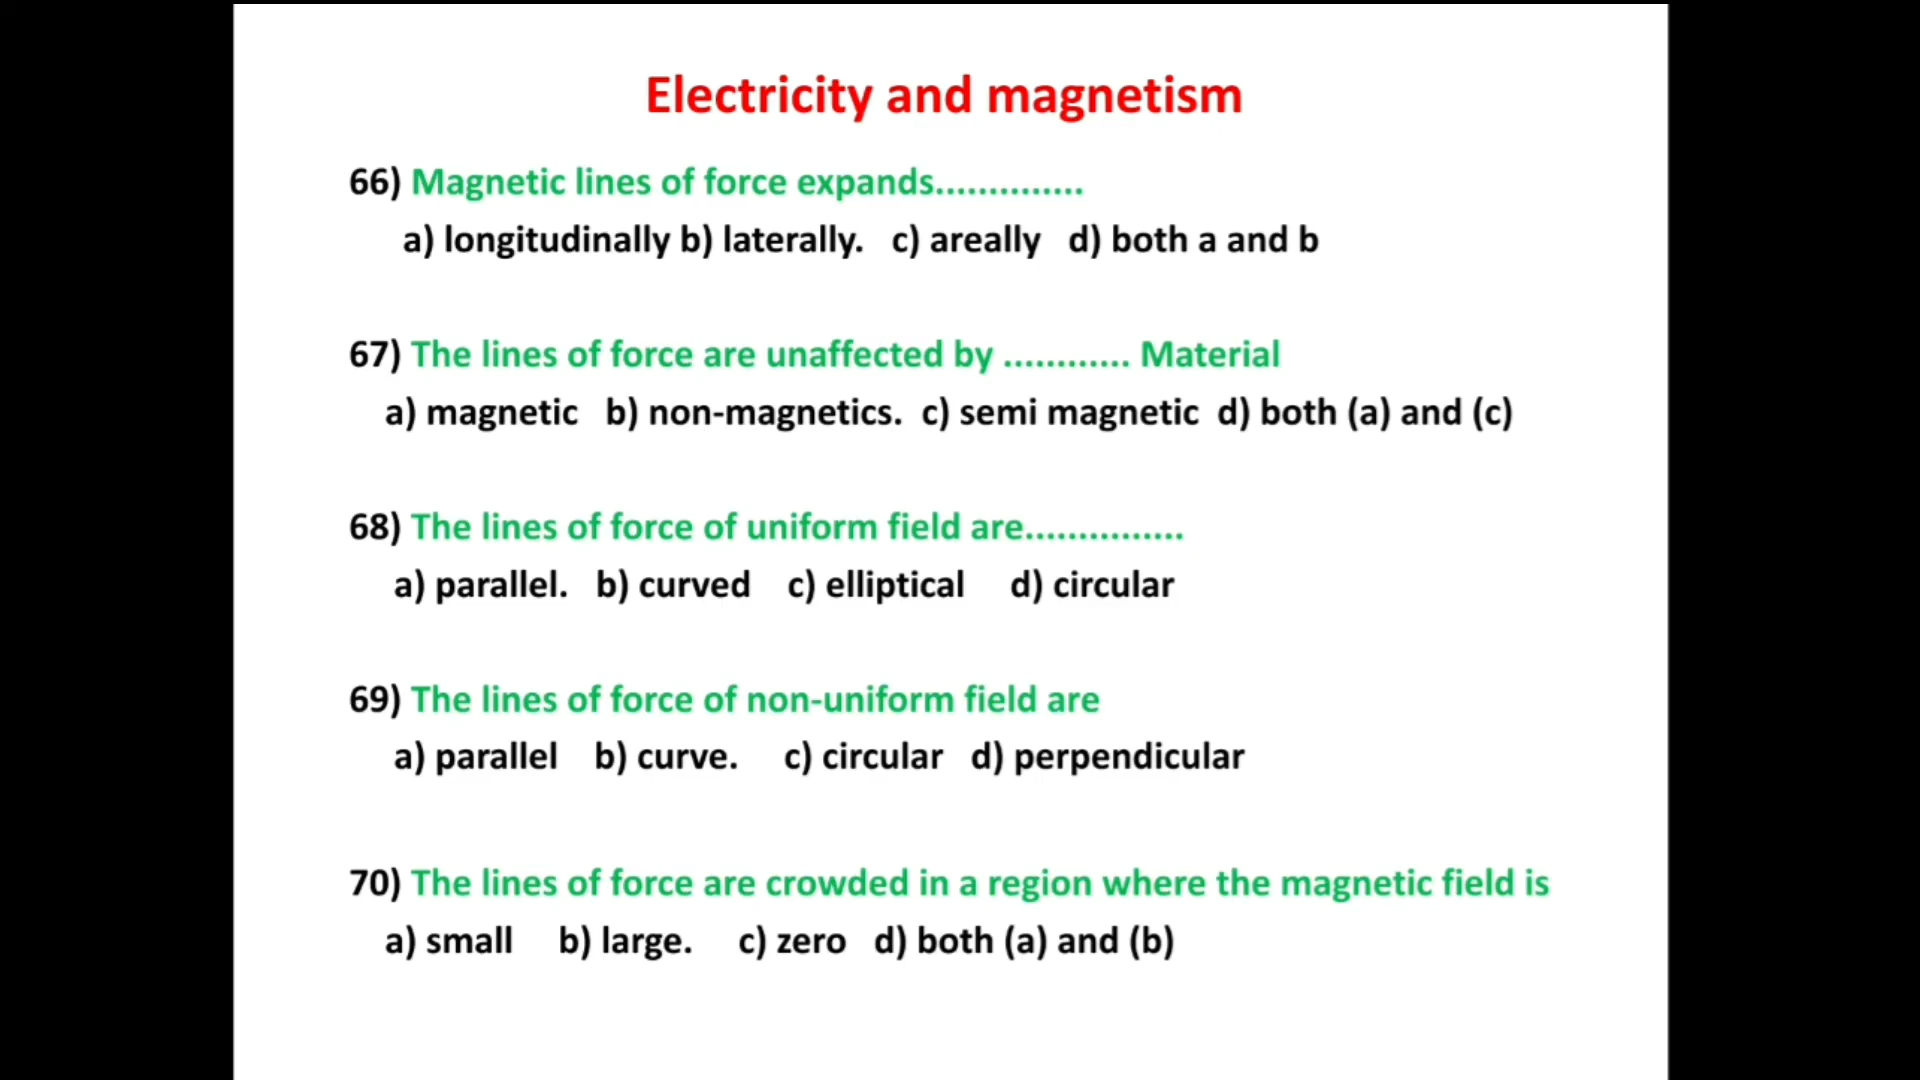 Electricity and magnetism
66) Magnetic lines of force expands..............
a) longitudinally b) laterally. c) areally d) both a and b
67) The lines of force are unaffected by ............ Material
a) magnetic b) non-magnetics. c) semi magnetic d) both (a) and (c)
68) The lines of force of uniform field are...............
a) parallel. b) curved c) elliptical d) circular
69) The lines of force of non-uniform field are
a) parallel b) curve. c) circular d) perpendicular
70) The lines of force are crowded in a region where the magnetic field is
a) small b) large. c) zero d) both (a) and (b)